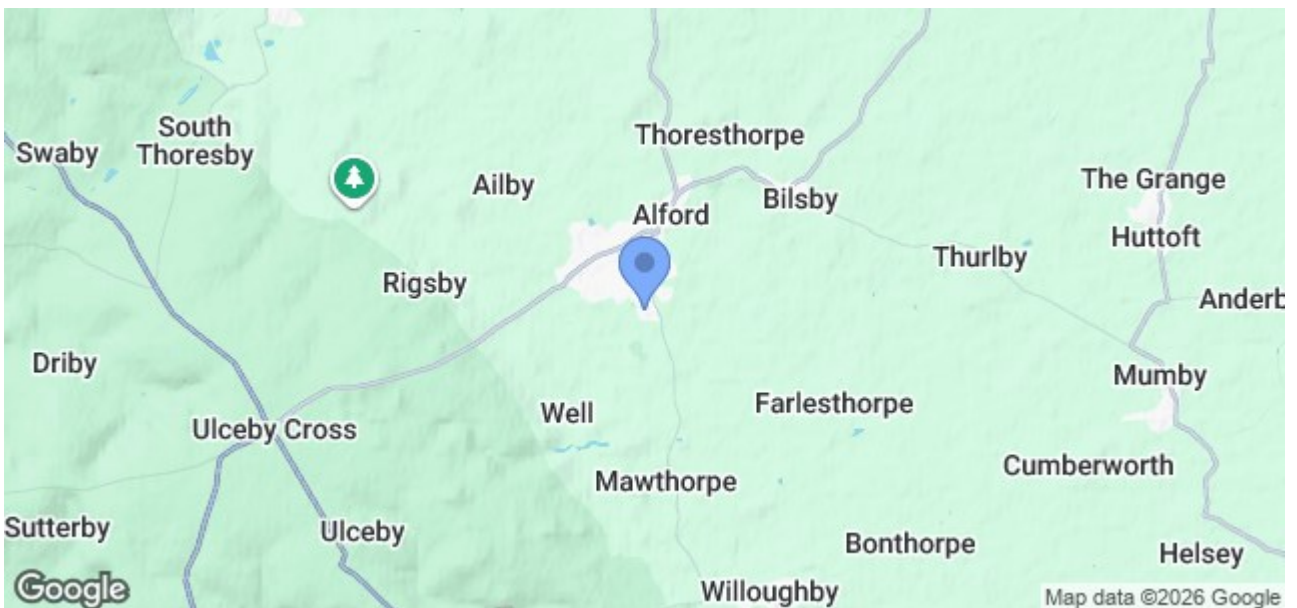 Thoresthorpe
South
Thoresby
Swaby
Ailby
The Grange
Bilsby
Alford
Huttoft
Thurlby
Rigsby
Anderb
Driby
Mumby
Farlesthorpe
Well
Ulceby Cross
Cumberworth
Mawthorpe
Sutterby
Ulceby
Bonthorpe
Helsey
Willoughby
Google
Map data ©2026 Google